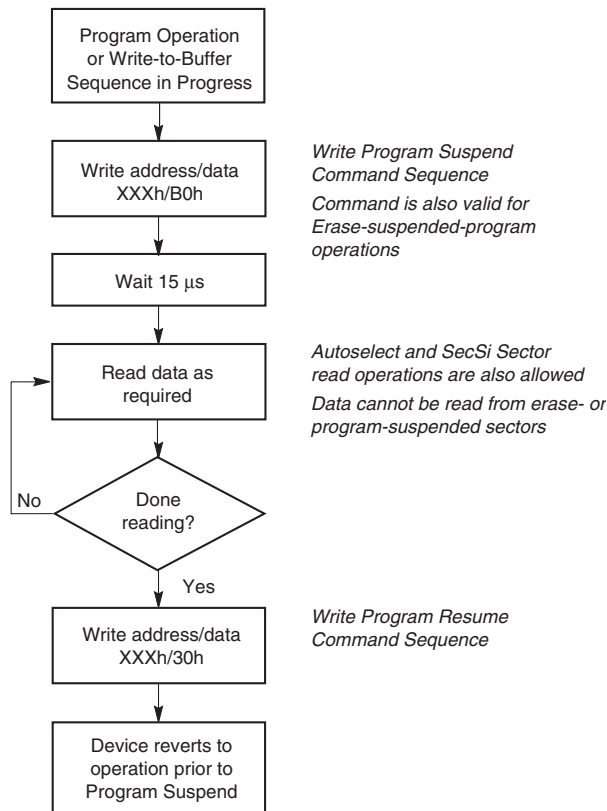 Program Operation
or Write-to-Buffer
Sequence in Progress
Write address/data
XXXh/B0h
Write Program Suspend
Command Sequence
Command is also valid for
Erase-suspended-program
operations
Wait 15 μs
Read data as
required
Autoselect and SecSi Sector
read operations are also allowed
Data cannot be read from erase- or
program-suspended sectors
Done
reading?
No
Yes
Write address/data
XXXh/30h
Write Program Resume
Command Sequence
Device reverts to
operation prior to
Program Suspend